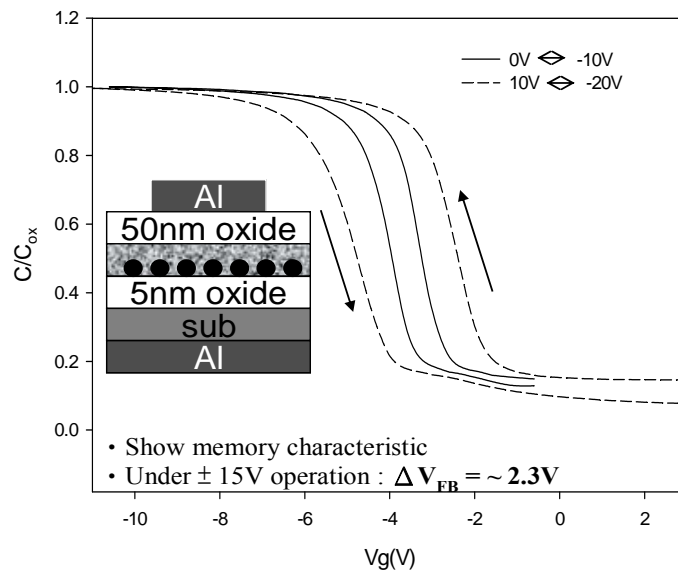 1.2
1.0
0.8
0.6
0.4
0.2
0.0
C/Cox
0V ⟺ -10V
10V ⟺ -20V
Al
50nm oxide
5nm oxide
sub
Al
· Show memory characteristic
· Under ± 15V operation : Δ VFB = ~ 2.3V
-10 -8 -6 -4 -2 0 2
Vg(V)